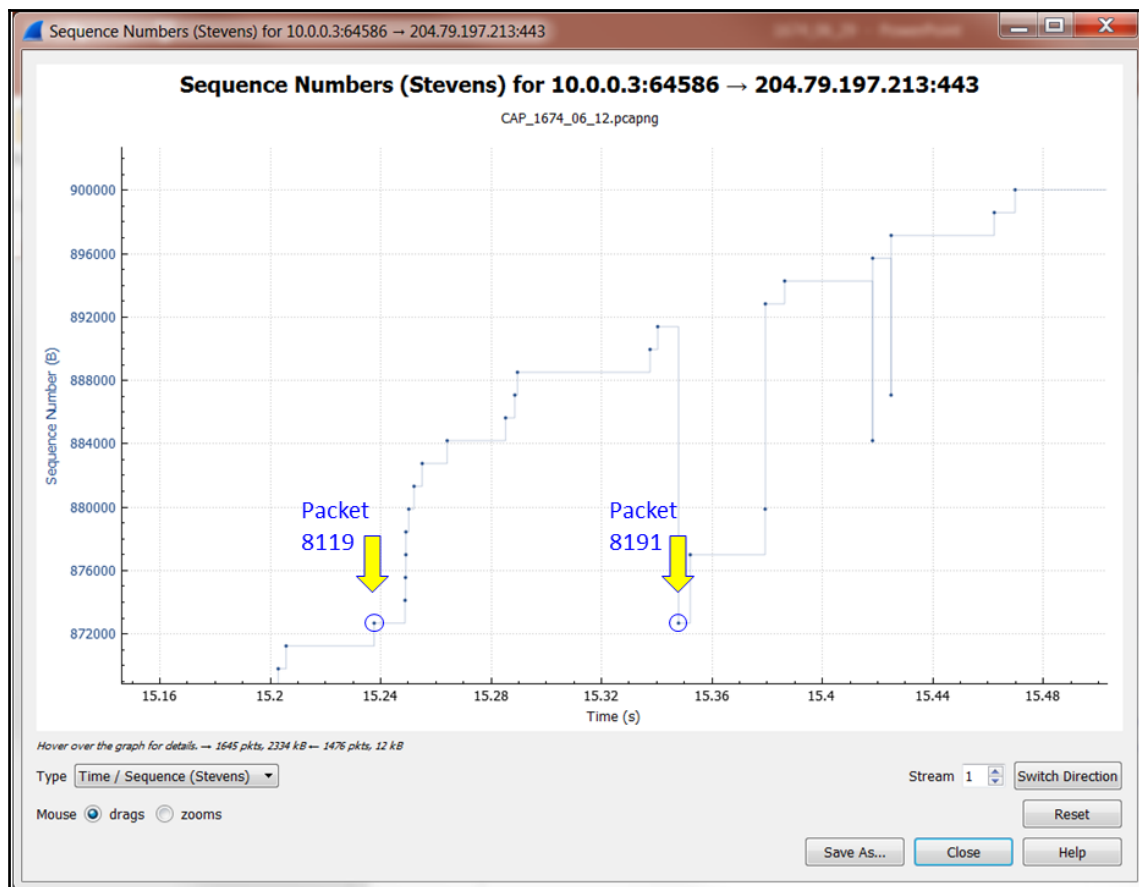 Sequence Numbers (Stevens) for 10.0.0.3:64586 → 204.79.197.213:443
Sequence Numbers (Stevens) for 10.0.0.3:64586 → 204.79.197.213:443
CAP_1674_06_12.pcapng
Sequence Number (B)
900000
896000
892000
888000
884000
880000
876000
872000
Packet
8119
Packet
8191
15.16 15.2 15.24 15.28 15.32 15.36 15.4 15.44 15.48
Time (s)
Hover over the graph for details. → 1645 pkts, 2334 kB ← 1476 pkts, 12 kB
Type Time / Sequence (Stevens) Stream 1 Switch Direction
Mouse drags zooms Reset
Save As... Close Help